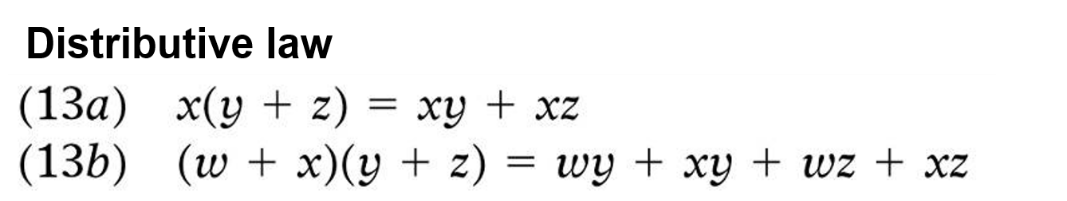 Distributive law
(13a) x(y + z) = xy + xz
(13b) (w + x)(y + z) = wy + xy + wz + xz